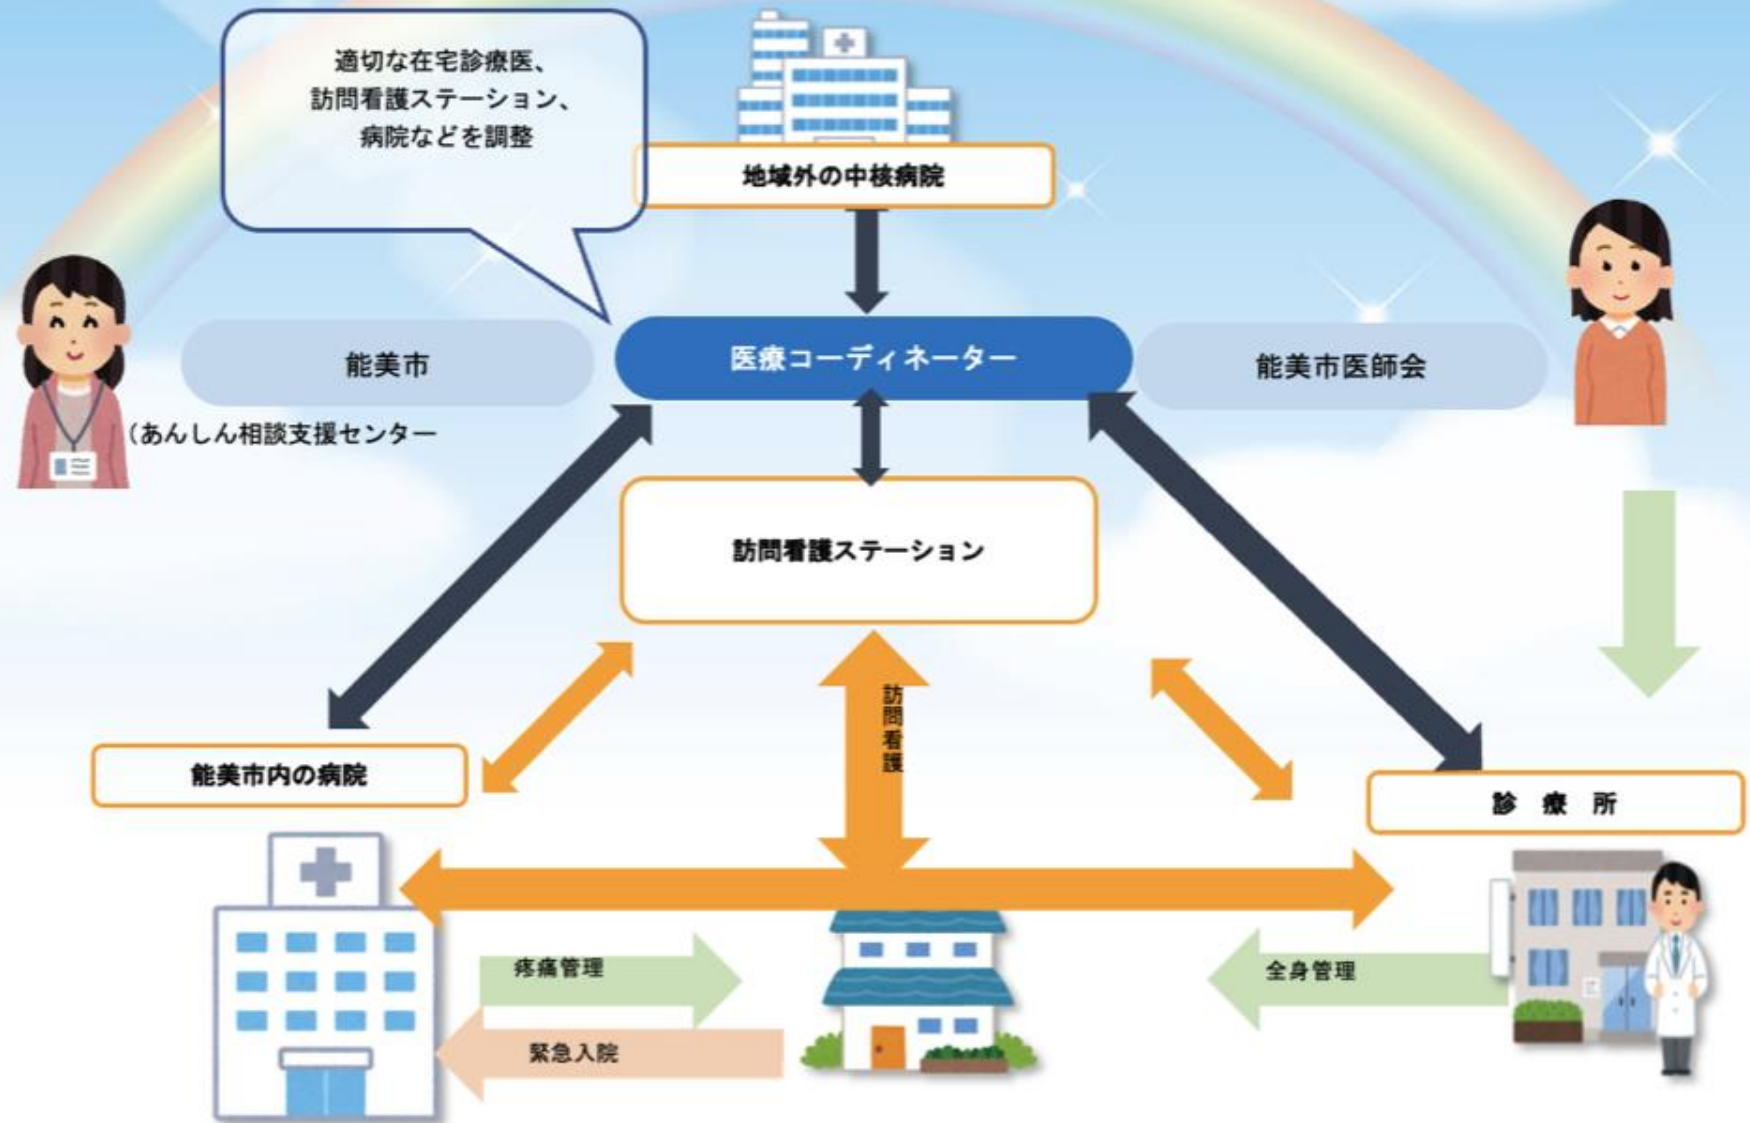 適切な在宅診療医、
訪問看護ステーション、
病院などを調整
地域外の中核病院
能美市
医療コーディネーター
能美市医師会
（あんしん相談支援センター
訪問看護ステーション
訪問看護
能美市内の病院
診　療　所
疼痛管理
全身管理
緊急入院